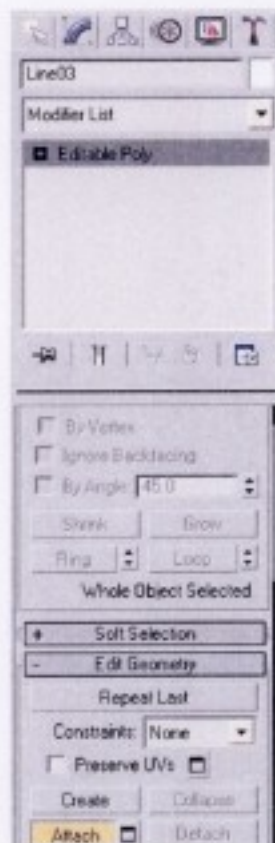 Line03
Modifier List
Editable Poly
By Vertex
Ignore Backfacing
By Angle: 45.0
Shrink Grow
Ring Loop
Whole Object Selected
+ Soft Selection
- Edit Geometry
Repeat Last
Constraints: None
Preserve UVs
Create Collapse
Attach Detach